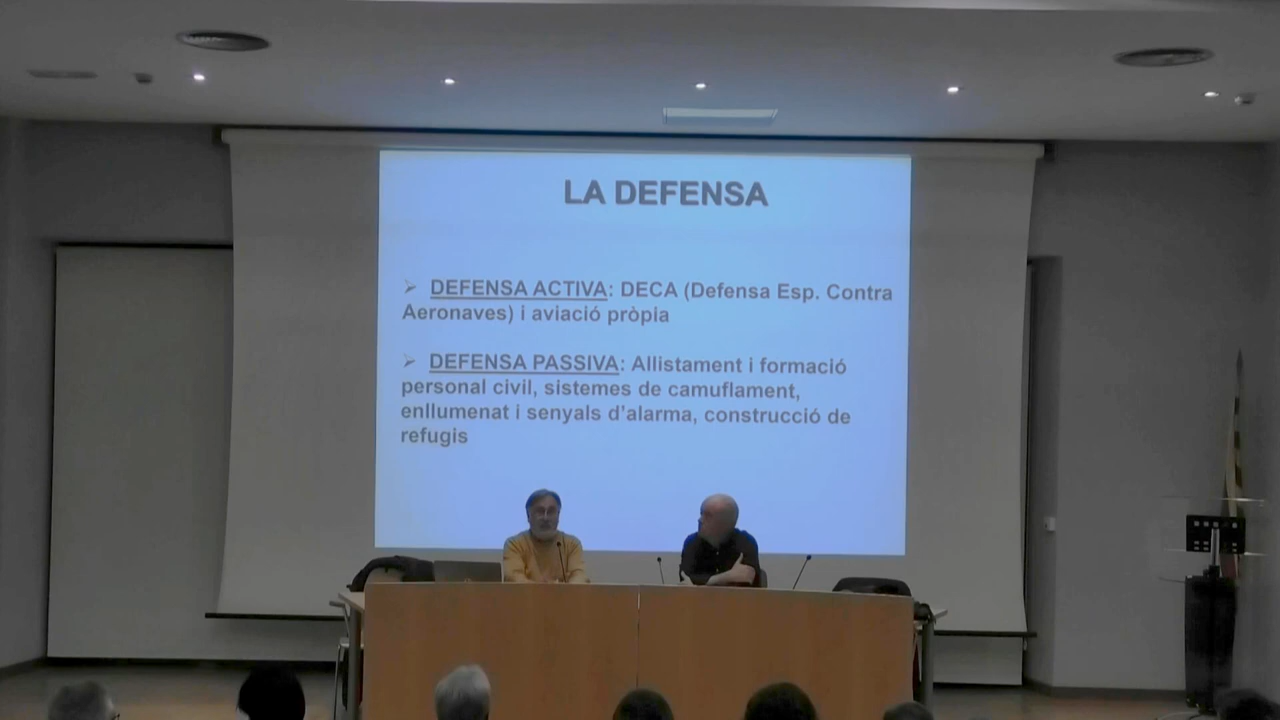 LA DEFENSA
➢ DEFENSA ACTIVA: DECA (Defensa Esp. Contra
Aeronaves) i aviació pròpia
➢ DEFENSA PASSIVA: Allistament i formació
personal civil, sistemes de camuflament,
enllumenat i senyals d'alarma, construcció de
refugis